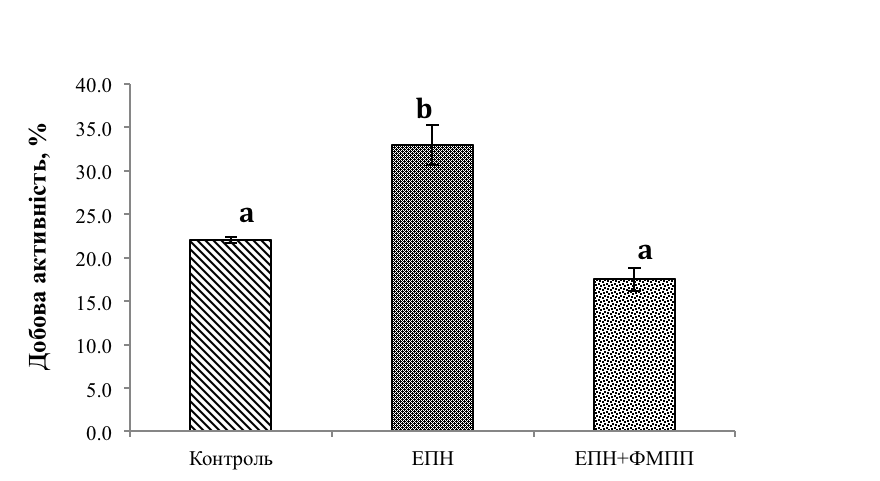 Добова активність, %
40.0
35.0
30.0
25.0
20.0
15.0
10.0
5.0
0.0
a
b
a
Контроль
ЕПН
ЕПН+ФМПП